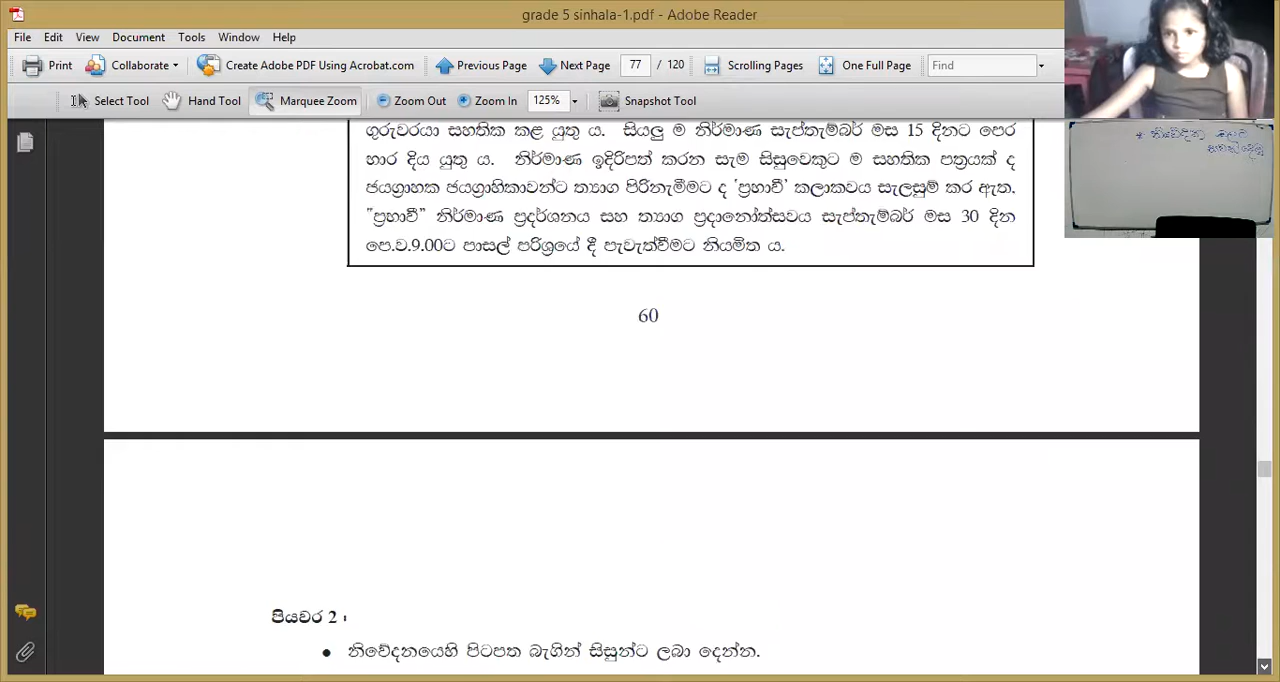 grade 5 sinhala-1.pdf - Adobe Reader
File Edit View Document Tools Window Help
Print Collaborate Create Adobe PDF Using Acrobat.com Previous Page Next Page 77 / 120 Scrolling Pages One Full Page Find
Select Tool Hand Tool Marquee Zoom Zoom Out Zoom In 125% Snapshot Tool
ගුරුවරයා සහතික කළ යුතු ය. සියලු ම නිර්මාණ සැප්තැම්බර් මස 15 දිනට පෙර
භාර දිය යුතු ය. නිර්මාණ ඉදිරිපත් කරන සැම සිසුවෙකුට ම සහතික පත්‍රයක් ද
ජයග්‍රාහක ජයග්‍රාහිකාවන්ට ත්‍යාග පිරිනැමීමට ද 'ප්‍රභාවී' කලාකවය සැලසුම් කර ඇත.
"ප්‍රභාවී" නිර්මාණ ප්‍රදර්ශනය සහ ත්‍යාග ප්‍රදානෝත්සවය සැප්තැම්බර් මස 30 දින
පෙ.ව.9.00ට පාසල් පරිශ්‍රයේ දී පැවැත්වීමට නියමිත ය.
60
පියවර 2 :
• නිවේදනයෙහි පිටපත බැගින් සිසුන්ට ලබා දෙන්න.